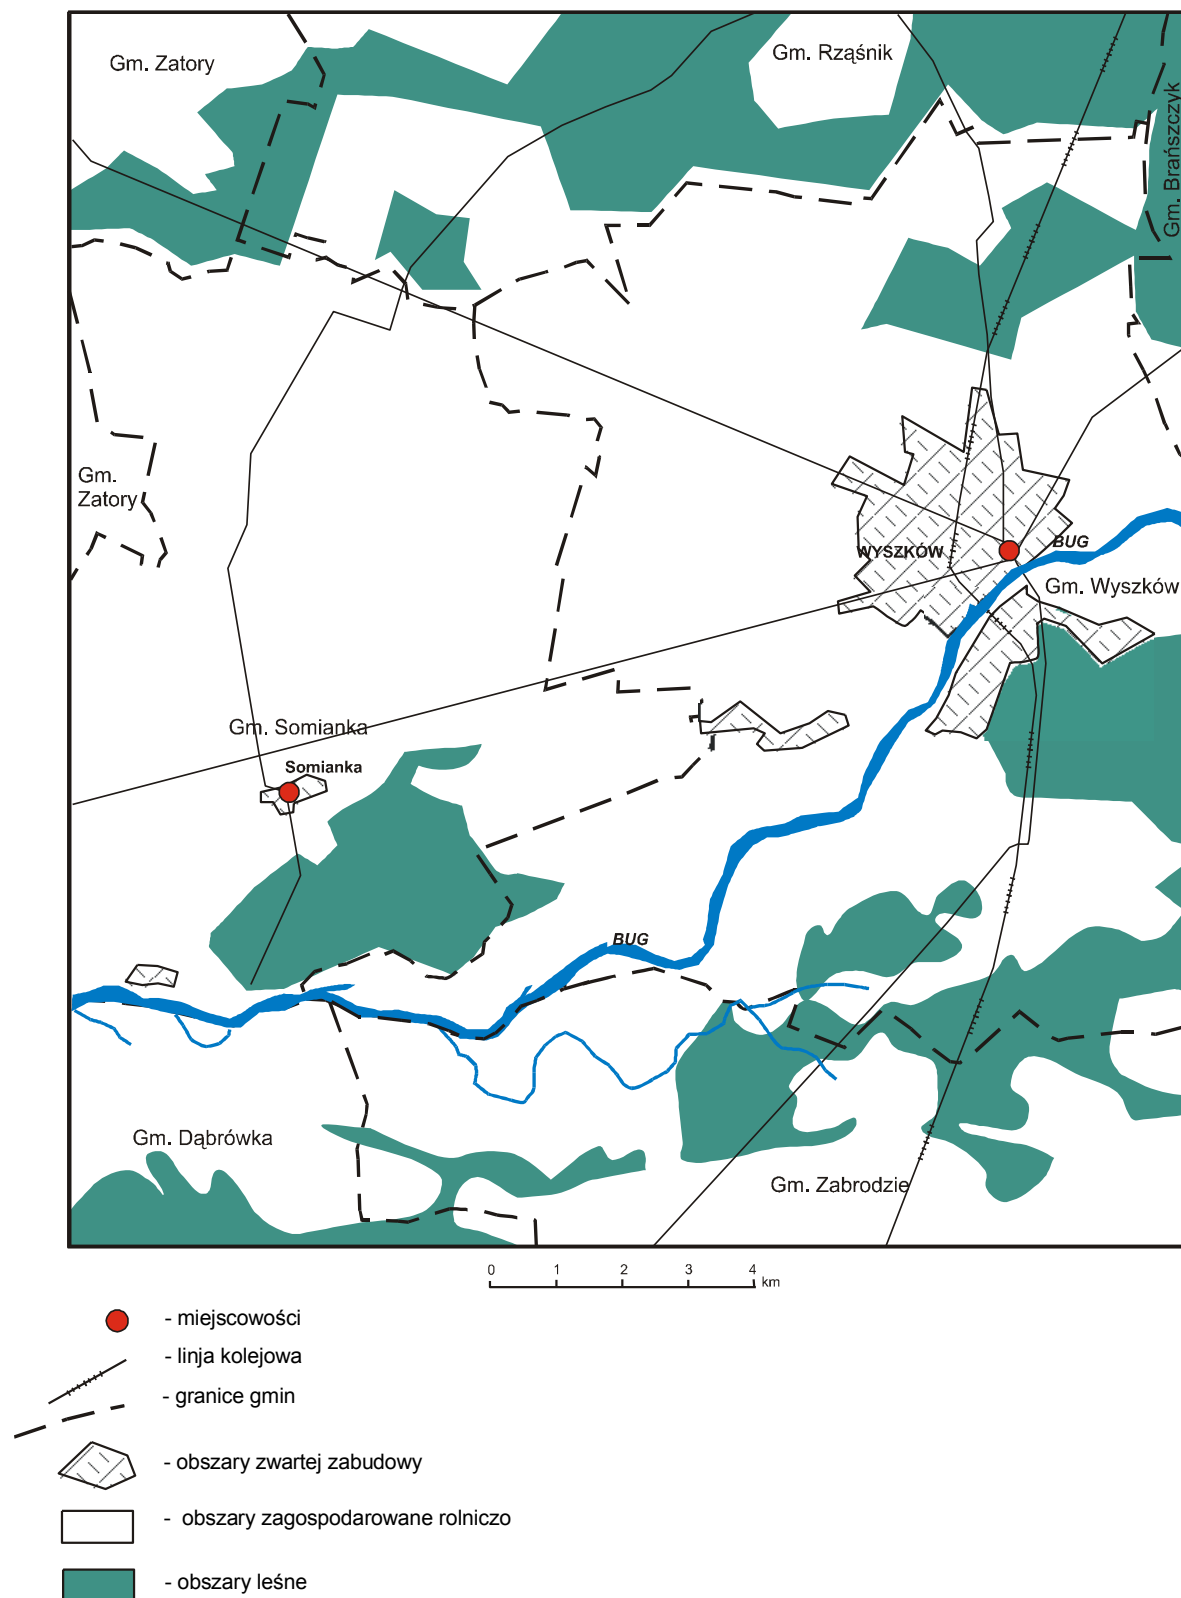 Gm. Zatory
Gm. Rząśnik
Gm. Brańszczyk
Gm.
Zatory
WYSZKÓW
BUG
Gm. Wyszków
Gm. Somianka
Somianka
BUG
Gm. Dąbrówka
Gm. Zabrodzie
0 1 2 3 4
km
- miejscowości
- linja kolejowa
- granice gmin
- obszary zwartej zabudowy
- obszary zagospodarowane rolniczo
- obszary leśne